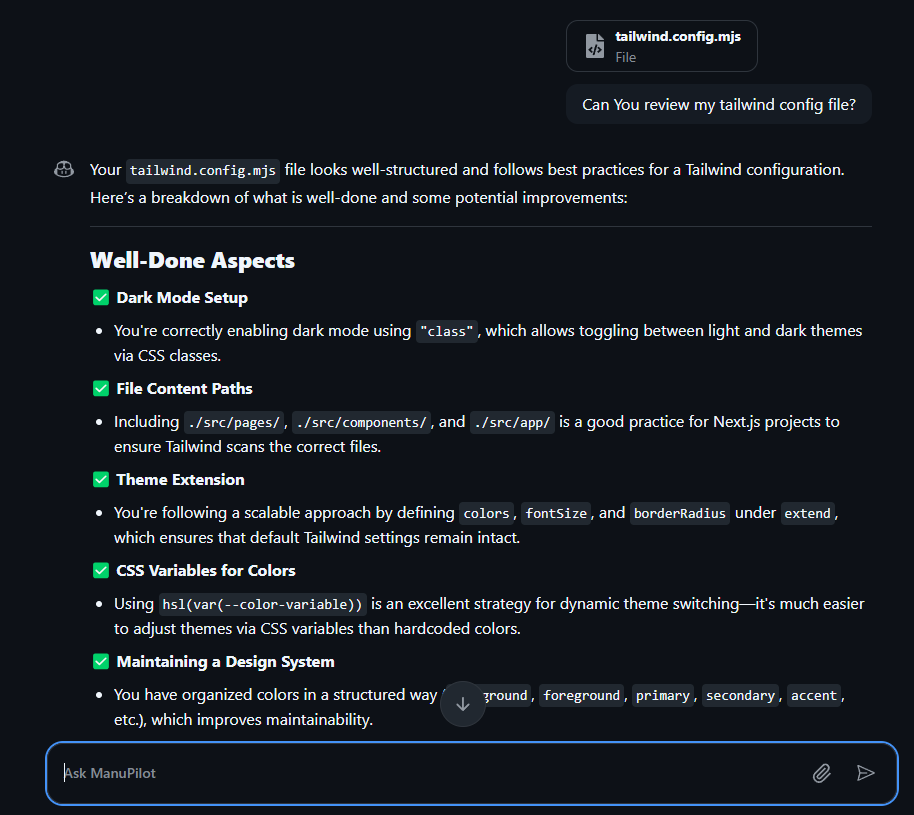 tailwind.config.mjs
File
Can You review my tailwind config file?
Your tailwind.config.mjs file looks well-structured and follows best practices for a Tailwind configuration.
Here's a breakdown of what is well-done and some potential improvements:
Well-Done Aspects
✅ Dark Mode Setup
• You're correctly enabling dark mode using "class", which allows toggling between light and dark themes
via CSS classes.
✅ File Content Paths
• Including ./src/pages/, ./src/components/, and ./src/app/ is a good practice for Next.js projects to
ensure Tailwind scans the correct files.
✅ Theme Extension
• You're following a scalable approach by defining colors, fontSize, and borderRadius under extend,
which ensures that default Tailwind settings remain intact.
✅ CSS Variables for Colors
• Using hsl(var(--color-variable)) is an excellent strategy for dynamic theme switching—it's much easier
to adjust themes via CSS variables than hardcoded colors.
✅ Maintaining a Design System
• You have organized colors in a structured way foreground, primary, secondary, accent,
etc.), which improves maintainability.
Ask ManuPilot